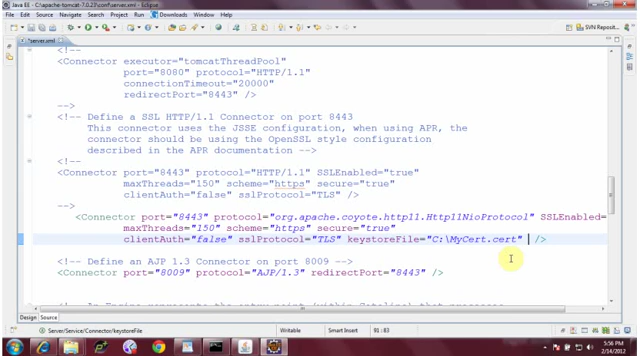 Java EE - C:\apache-tomcat-7.0.23\conf\server.xml - Eclipse
File Edit Source Navigate Search Project Run Downloads Window Help
SVN Repositor...
*server.xml
<!--
<Connector executor="tomcatThreadPool"
port="8080" protocol="HTTP/1.1"
connectionTimeout="20000"
redirectPort="8443" />
-->
<!-- Define a SSL HTTP/1.1 Connector on port 8443
This connector uses the JSSE configuration, when using APR, the
connector should be using the OpenSSL style configuration
described in the APR documentation -->
<!--
<Connector port="8443" protocol="HTTP/1.1" SSLEnabled="true"
maxThreads="150" scheme="https" secure="true"
clientAuth="false" sslProtocol="TLS" />
-->
<Connector port="8443" protocol="org.apache.coyote.http11.Http11NioProtocol" SSLEnabled=
maxThreads="150" scheme="https" secure="true"
clientAuth="false" sslProtocol="TLS" keystoreFile="C:\MyCert.cert" />
<!-- Define an AJP 1.3 Connector on port 8009 -->
<Connector port="8009" protocol="AJP/1.3" redirectPort="8443" />
Design Source
Server/Service/Connector/keystoreFile
Writable
Smart Insert
91 : 83
5:56 PM
2/14/2012